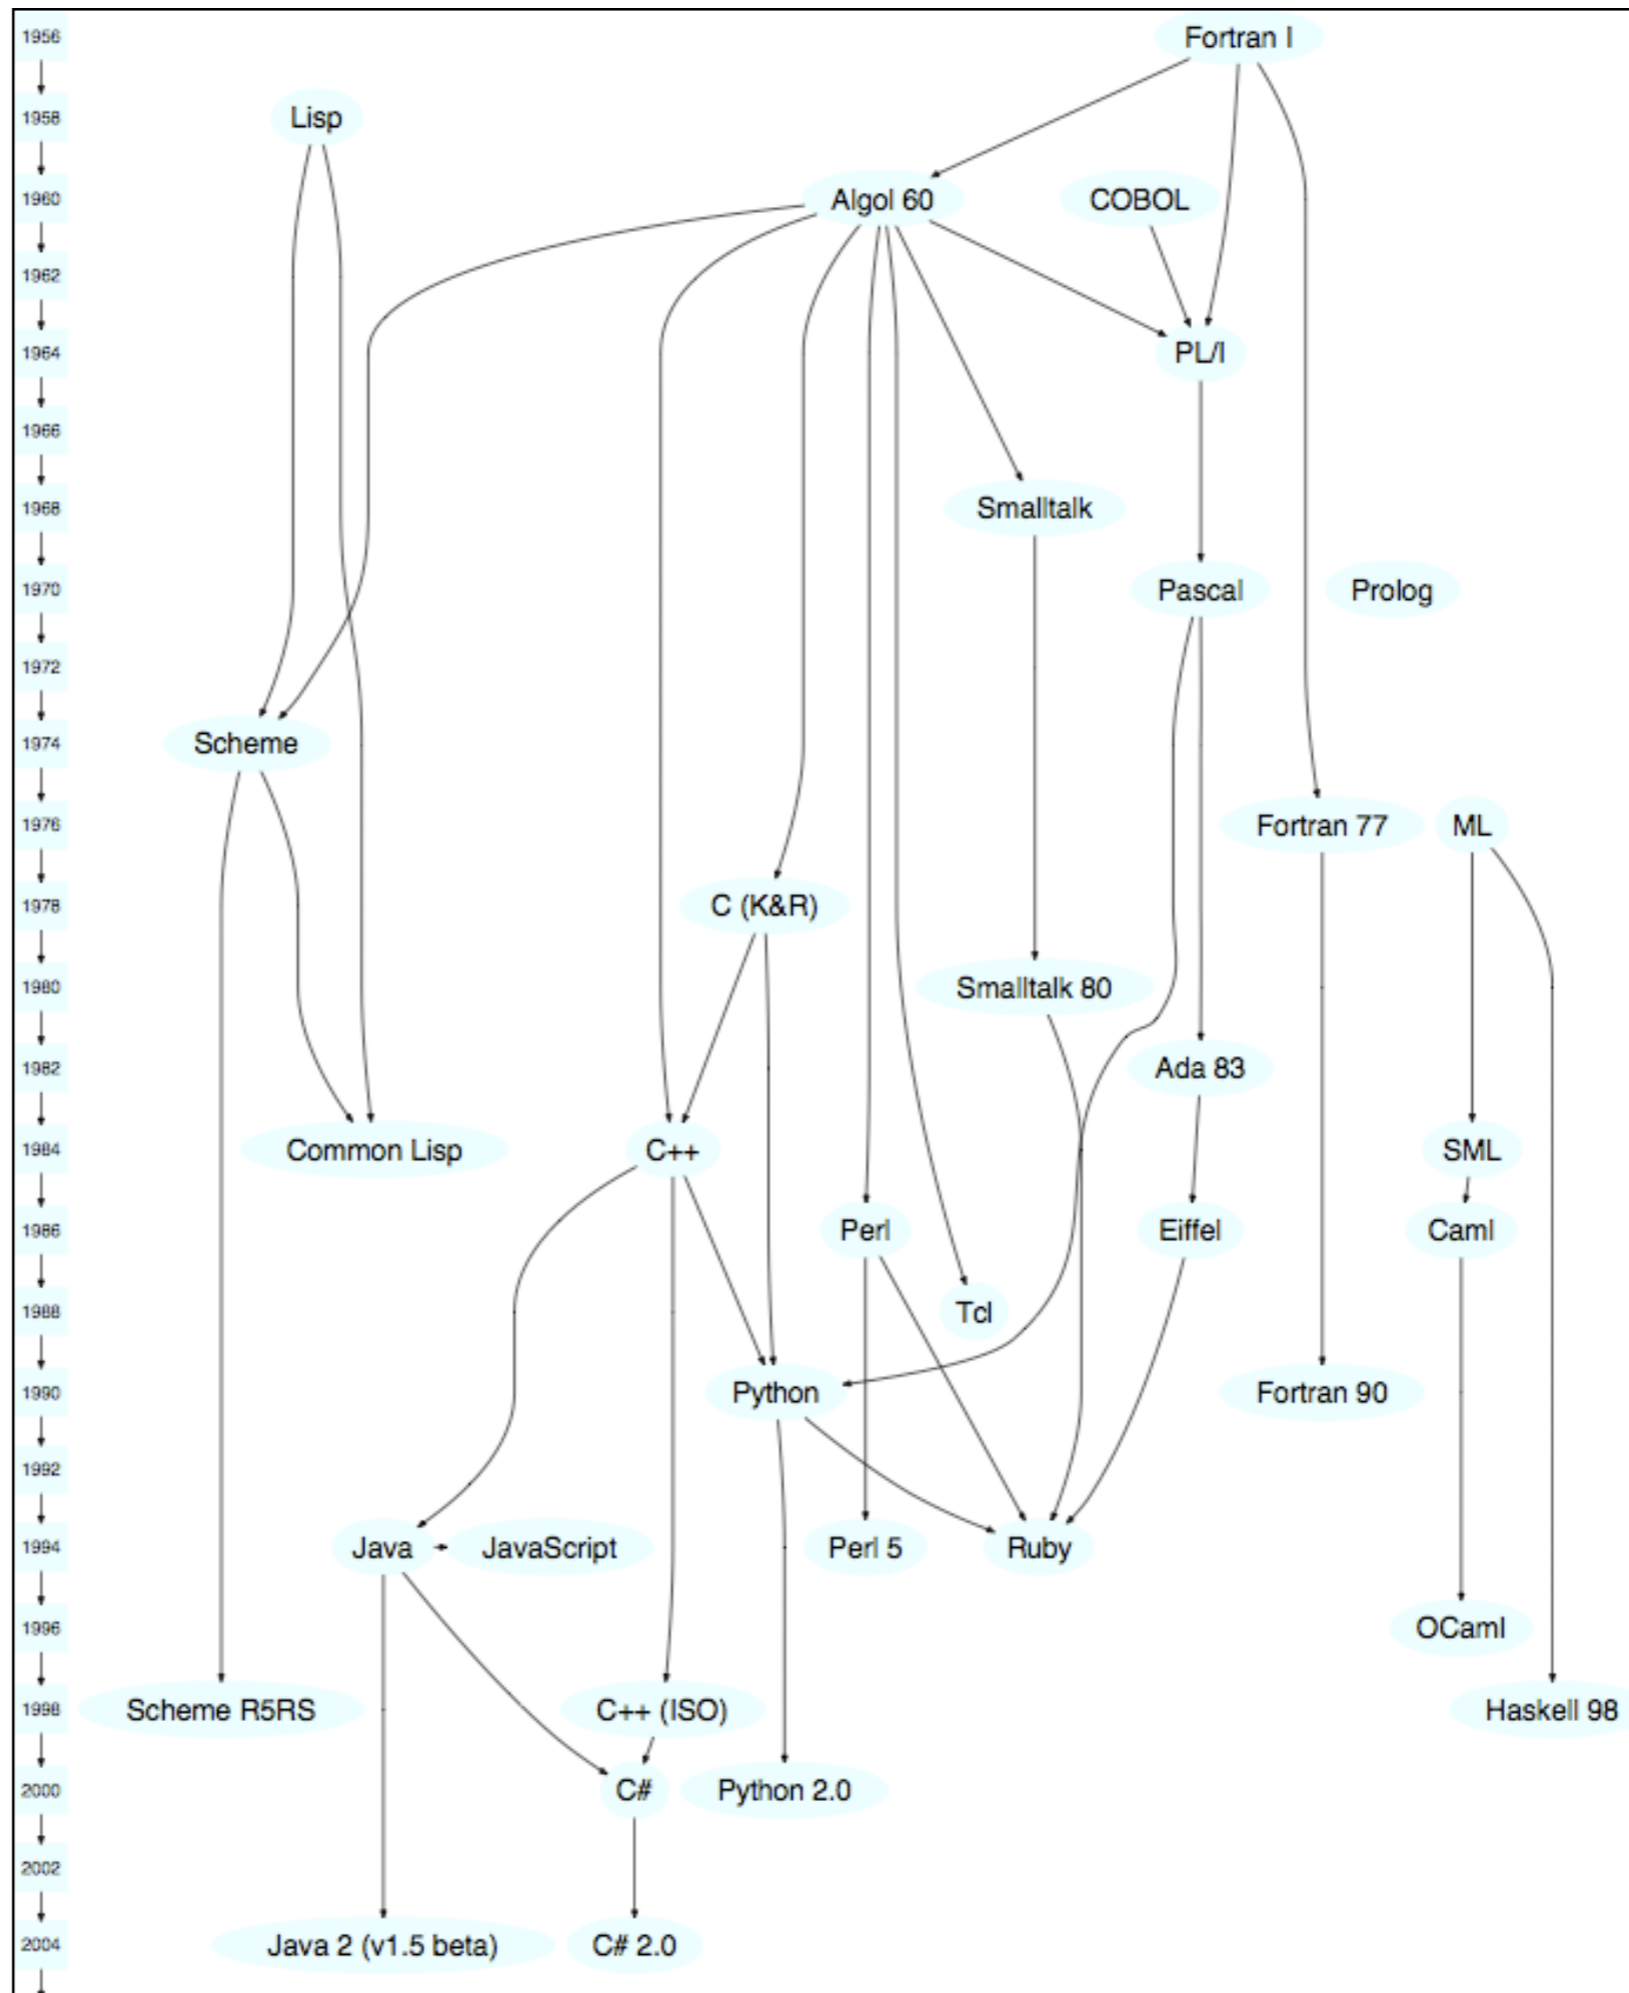 1956
Fortran I
1958
Lisp
1960
Algol 60
COBOL
1962
1964
PL/I
1966
1968
Smalltalk
1970
Pascal
Prolog
1972
1974
Scheme
1976
Fortran 77
ML
1978
C (K&R)
1980
Smalltalk 80
1982
Ada 83
1984
Common Lisp
C++
SML
1986
Perl
Eiffel
Caml
1988
Tcl
1990
Python
Fortran 90
1992
1994
Java
JavaScript
Perl 5
Ruby
1996
OCaml
1998
Scheme R5RS
C++ (ISO)
Haskell 98
2000
C#
Python 2.0
2002
2004
Java 2 (v1.5 beta)
C# 2.0